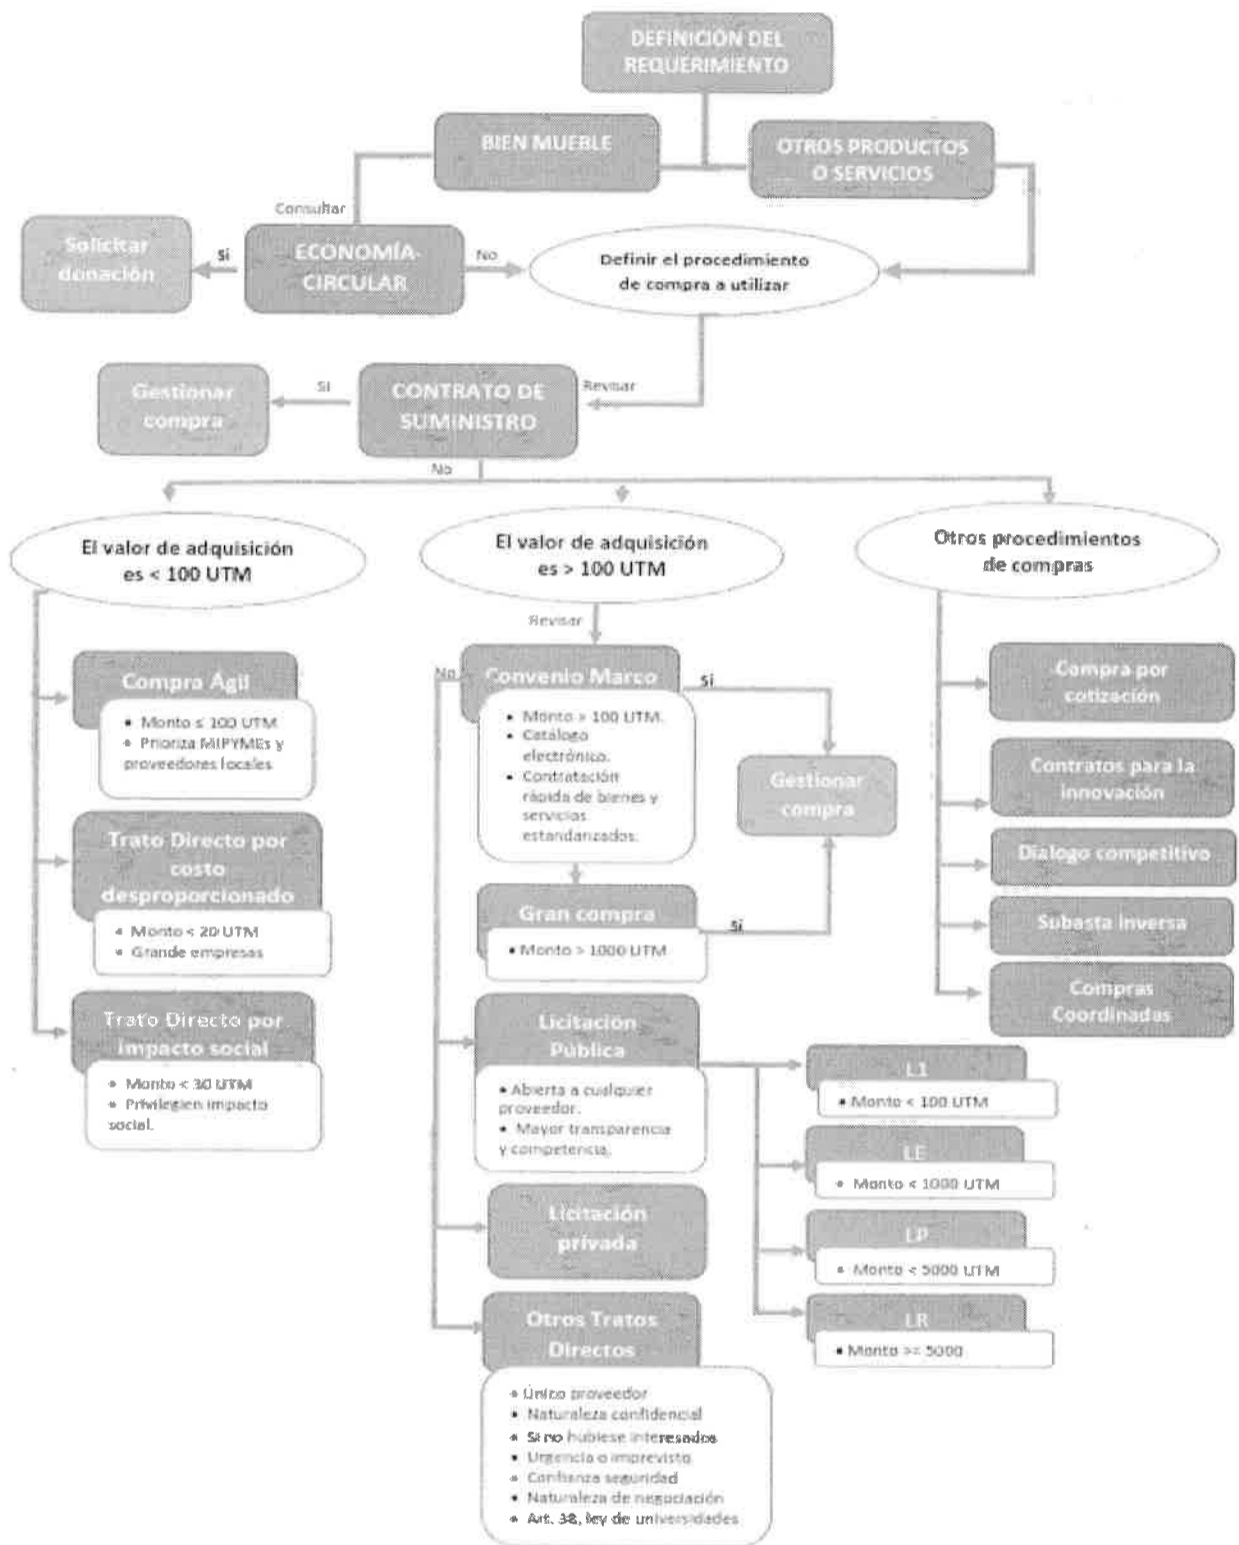 DEFINICIÓN DEL
REQUERIMIENTO
BIEN MUEBLE
OTROS PRODUCTOS
O SERVICIOS
Consultar
Solicitar
donación
Si
ECONOMÍA-
CIRCULAR
No
Definir el procedimiento
de compra a utilizar
Gestionar
compra
Si
CONTRATO DE
SUMINISTRO
Revisar
No
El valor de adquisición
es < 100 UTM
El valor de adquisición
es > 100 UTM
Otros procedimientos
de compras
Revisar
Compra Ágil
• Monto ≤ 100 UTM
• Prioriza MIPYMEs y
proveedores locales
Trato Directo por
costo
desproporcionado
• Monto < 20 UTM
• Grande empresas
Trato Directo por
impacto social
• Monto < 30 UTM
• Privilegien impacto
social.
No
Convenio Marco
Si
• Monto > 100 UTM.
• Catálogo
electrónico.
• Contratación
rápida de bienes y
servicios
estandarizados.
Gestionar
compra
Gran compra
Si
• Monto > 1000 UTM
Licitación
Pública
• Abierta a cualquier
proveedor.
• Mayor transparencia
y competencia.
Licitación
privada
Otros Tratos
Directos
• Único proveedor
• Naturaleza confidencial
• Si no hubiese interesados
• Urgencia o imprevisto
• Confianza seguridad
• Naturaleza de negociación
• Art. 38, ley de universidades
L1
• Monto < 100 UTM
LE
• Monto < 1000 UTM
LP
• Monto < 5000 UTM
LR
• Monto >= 5000
Compra por
cotización
Contratos para la
innovación
Dialogo competitivo
Subasta inversa
Compras
Coordinadas